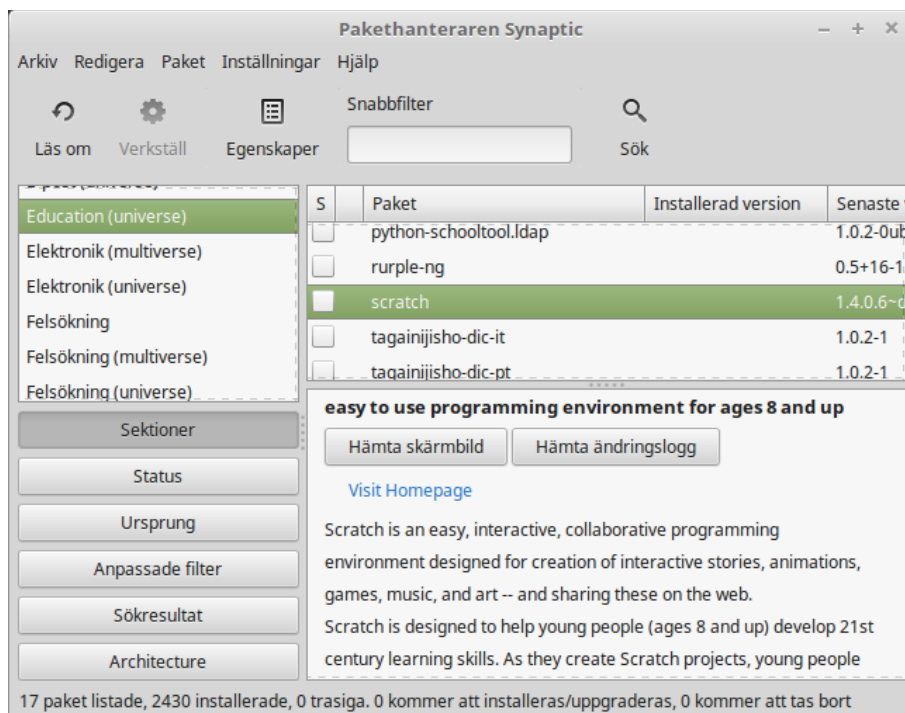 Pakethanteraren Synaptic
Arkiv Redigera Paket Inställningar Hjälp
Läs om Verkställ Egenskaper Snabbfilter Sök
(universe)
Education (universe)
Elektronik (multiverse)
Elektronik (universe)
Felsökning
Felsökning (multiverse)
Felsökning (universe)
Sektioner
Status
Ursprung
Anpassade filter
Sökresultat
Architecture
S Paket Installerad version Senaste
python-schooltool.ldap 1.0.2-0ub
rurple-ng 0.5+16-1
scratch 1.4.0.6~d
tagainijisho-dic-it 1.0.2-1
tagainijisho-dic-pt 1.0.2-1
easy to use programming environment for ages 8 and up
Hämta skärmbild Hämta ändringslogg
Visit Homepage
Scratch is an easy, interactive, collaborative programming
environment designed for creation of interactive stories, animations,
games, music, and art -- and sharing these on the web.
Scratch is designed to help young people (ages 8 and up) develop 21st
century learning skills. As they create Scratch projects, young people
17 paket listade, 2430 installerade, 0 trasiga. 0 kommer att installeras/uppgraderas, 0 kommer att tas bort